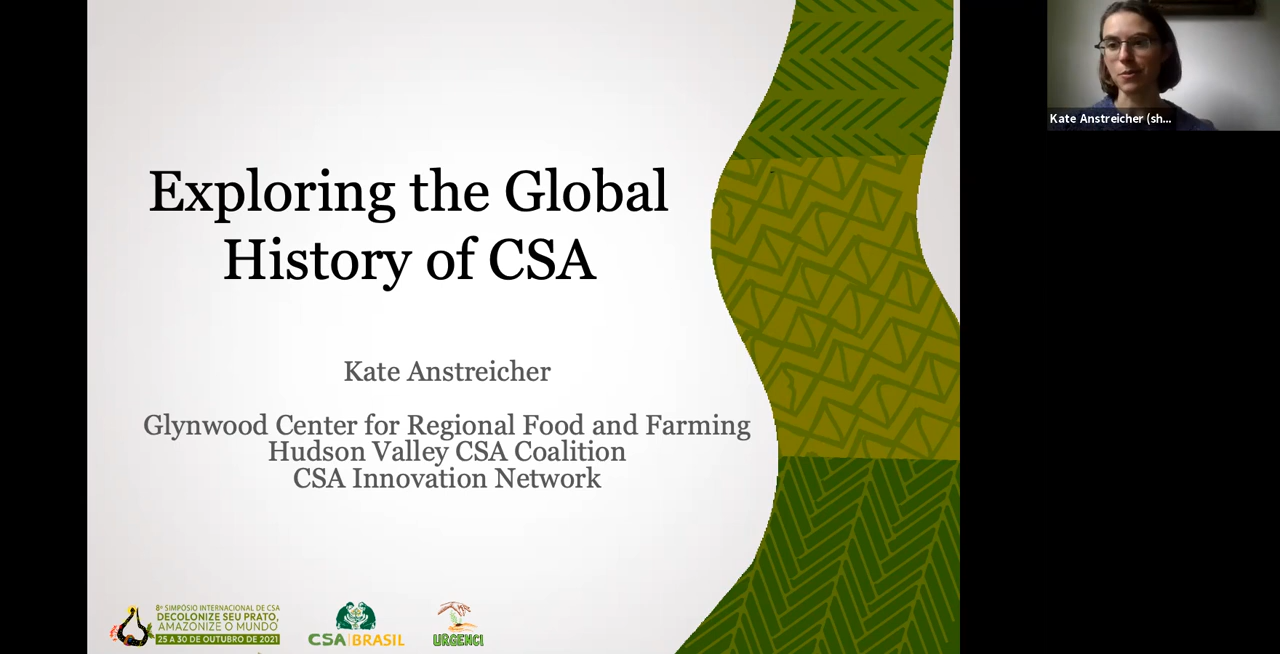 Exploring the Global
History of CSA
Kate Anstreicher
Glynwood Center for Regional Food and Farming
Hudson Valley CSA Coalition
CSA Innovation Network
8º SIMPÓSIO INTERNACIONAL DE CSA
DECOLONIZE SEU PRATO,
AMAZONIZE O MUNDO
25 A 30 DE OUTUBRO DE 2021
CSA BRASIL
URGENCI
Kate Anstreicher (sh...